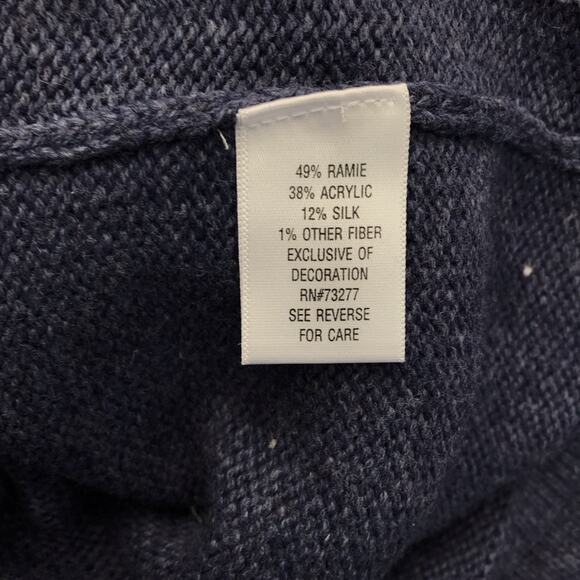 49% RAMIE
38% ACRYLIC
12% SILK
1% OTHER FIBER
EXCLUSIVE OF
DECORATION
RN#73277
SEE REVERSE
FOR CARE